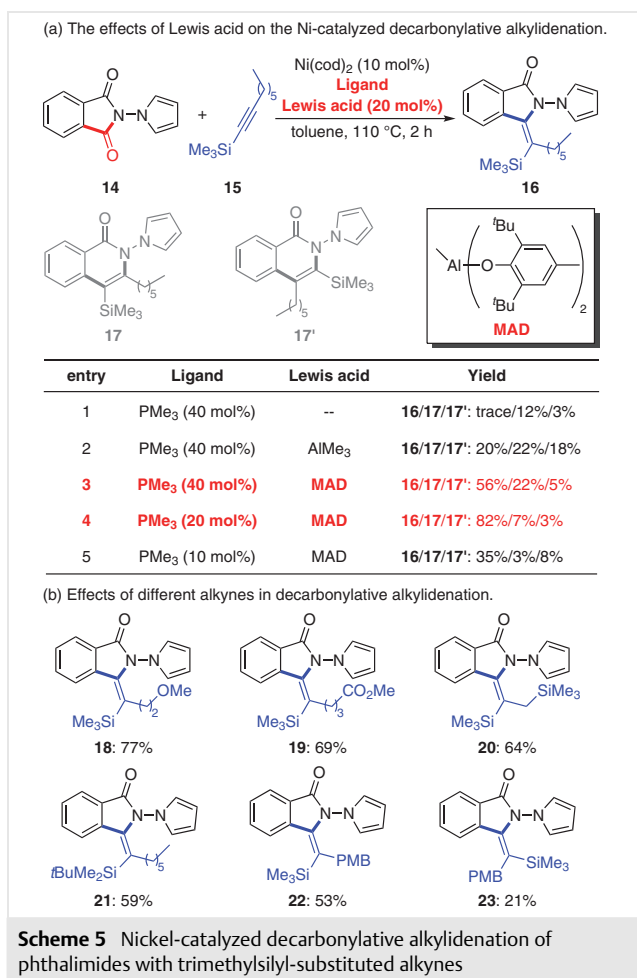 (a) The effects of Lewis acid on the Ni-catalyzed decarbonylative alkylidenation.
O
N N
O
14
+
( )5
Me3Si
15
Ni(cod)2 (10 mol%)
Ligand
Lewis acid (20 mol%)
toluene, 110 °C, 2 h
O
N N
Me3Si ( )5
16
O
N N
( )5
SiMe3
17
O
N N
SiMe3
( )5
17'
Al O tBu tBu 2
MAD
entry Ligand Lewis acid Yield
1 PMe3 (40 mol%) -- 16/17/17': trace/12%/3%
2 PMe3 (40 mol%) AlMe3 16/17/17': 20%/22%/18%
3 PMe3 (40 mol%) MAD 16/17/17': 56%/22%/5%
4 PMe3 (20 mol%) MAD 16/17/17': 82%/7%/3%
5 PMe3 (10 mol%) MAD 16/17/17': 35%/3%/8%
(b) Effects of different alkynes in decarbonylative alkylidenation.
O
N N
OMe
Me3Si ( )2
18: 77%
O
N N
CO2Me
Me3Si ( )3
19: 69%
O
N N
SiMe3
Me3Si
20: 64%
O
N N
tBuMe2Si ( )5
21: 59%
O
N N
PMB
Me3Si
22: 53%
O
N N
SiMe3
PMB
23: 21%
Scheme 5 Nickel-catalyzed decarbonylative alkylidenation of
phthalimides with trimethylsilyl-substituted alkynes